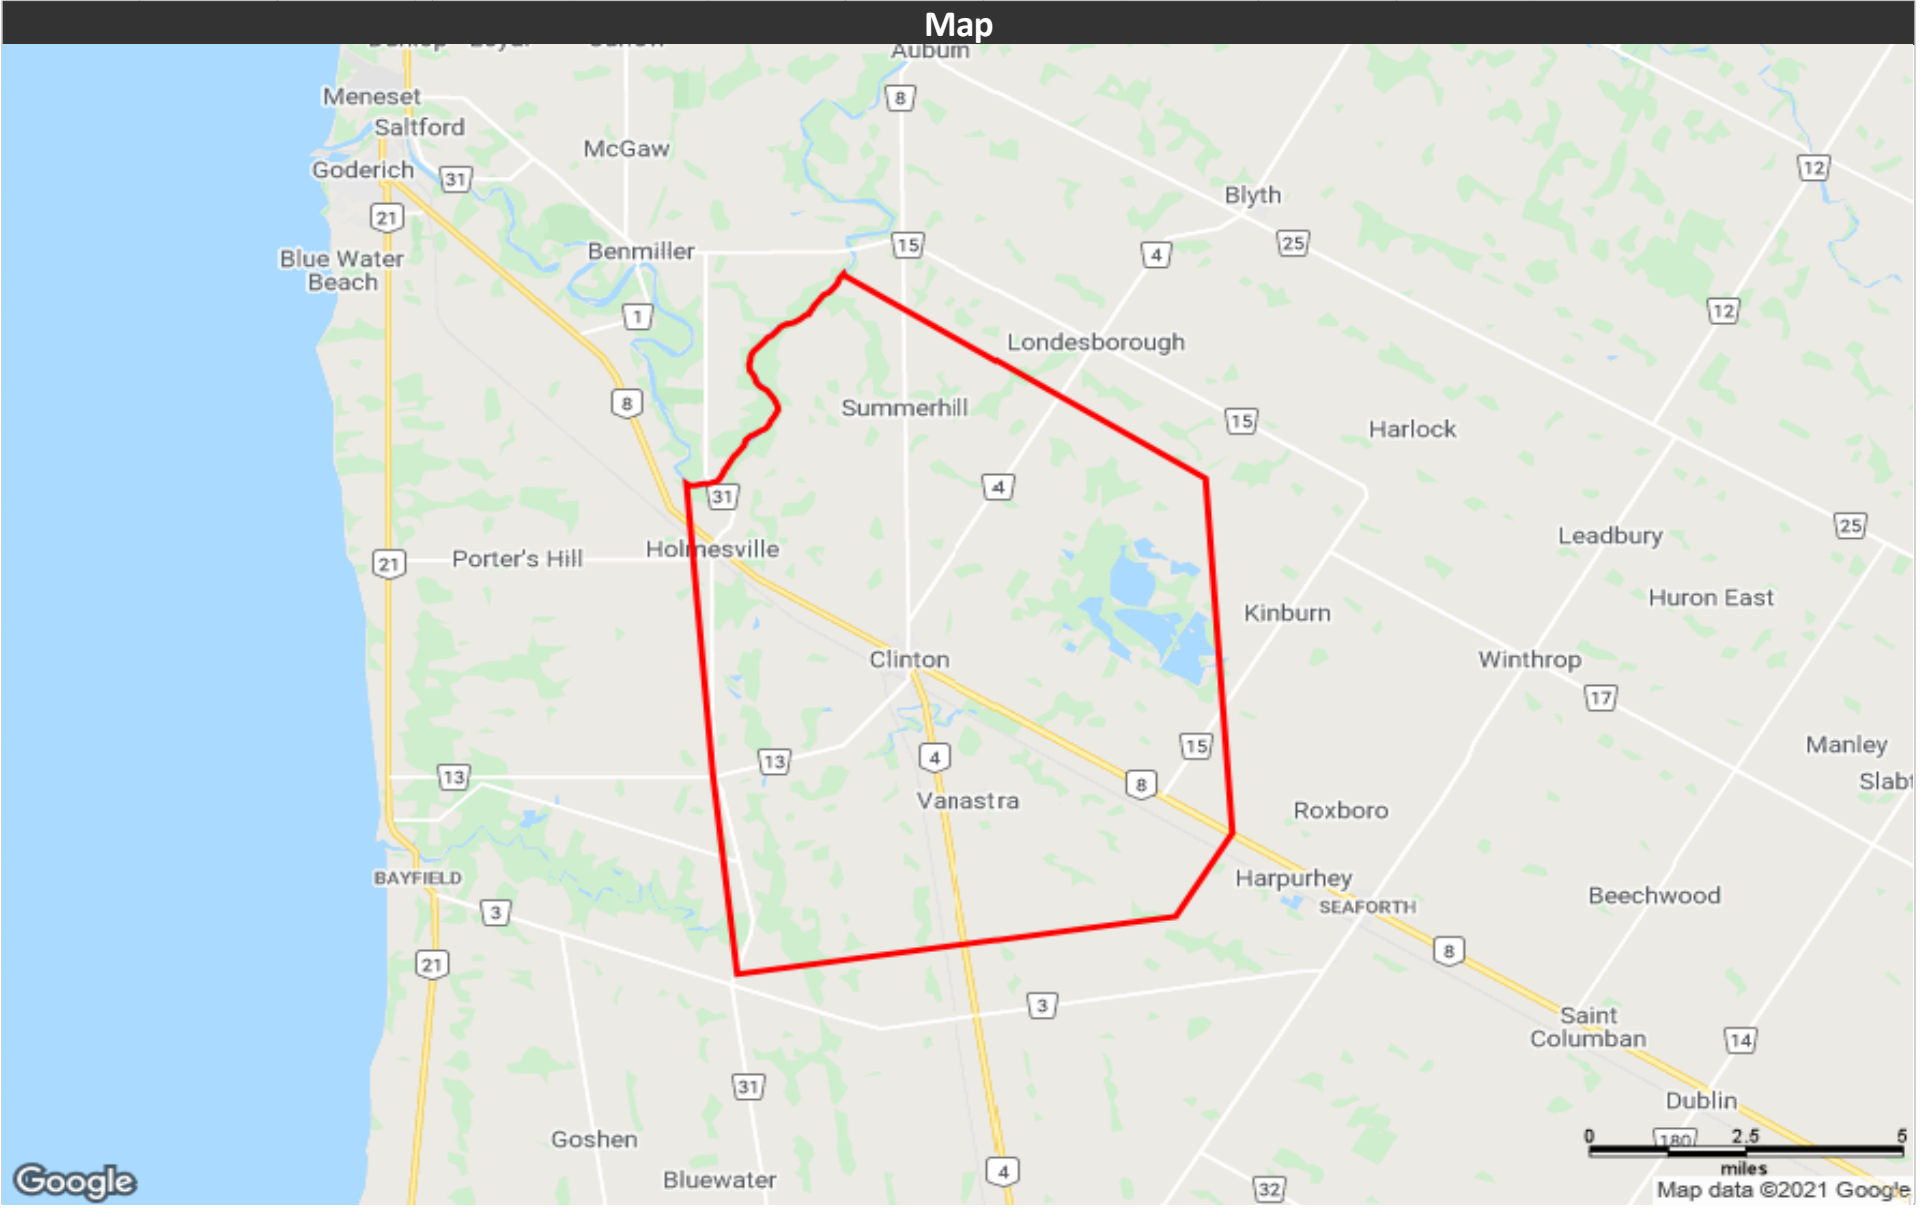 Map
Auburn
Meneset
8
Saltford
McGaw
Goderich
31
12
Blyth
21
15
25
Benmiller
4
Blue Water
Beach
1
12
Londesborough
8
Summerhill
15
Harlock
4
31
25
Leadbury
Holmesville
Porter's Hill
21
Huron East
Kinburn
Clinton
Winthrop
17
15
Manley
13
4
13
Slabt
8
Vanastra
Roxboro
BAYFIELD
Harpurhey
Beechwood
SEAFORTH
3
8
21
3
Saint
Columban
14
31
Dublin
0 2.5 5
180
Goshen
miles
4
Bluewater
Google
32
Map data ©2021 Google